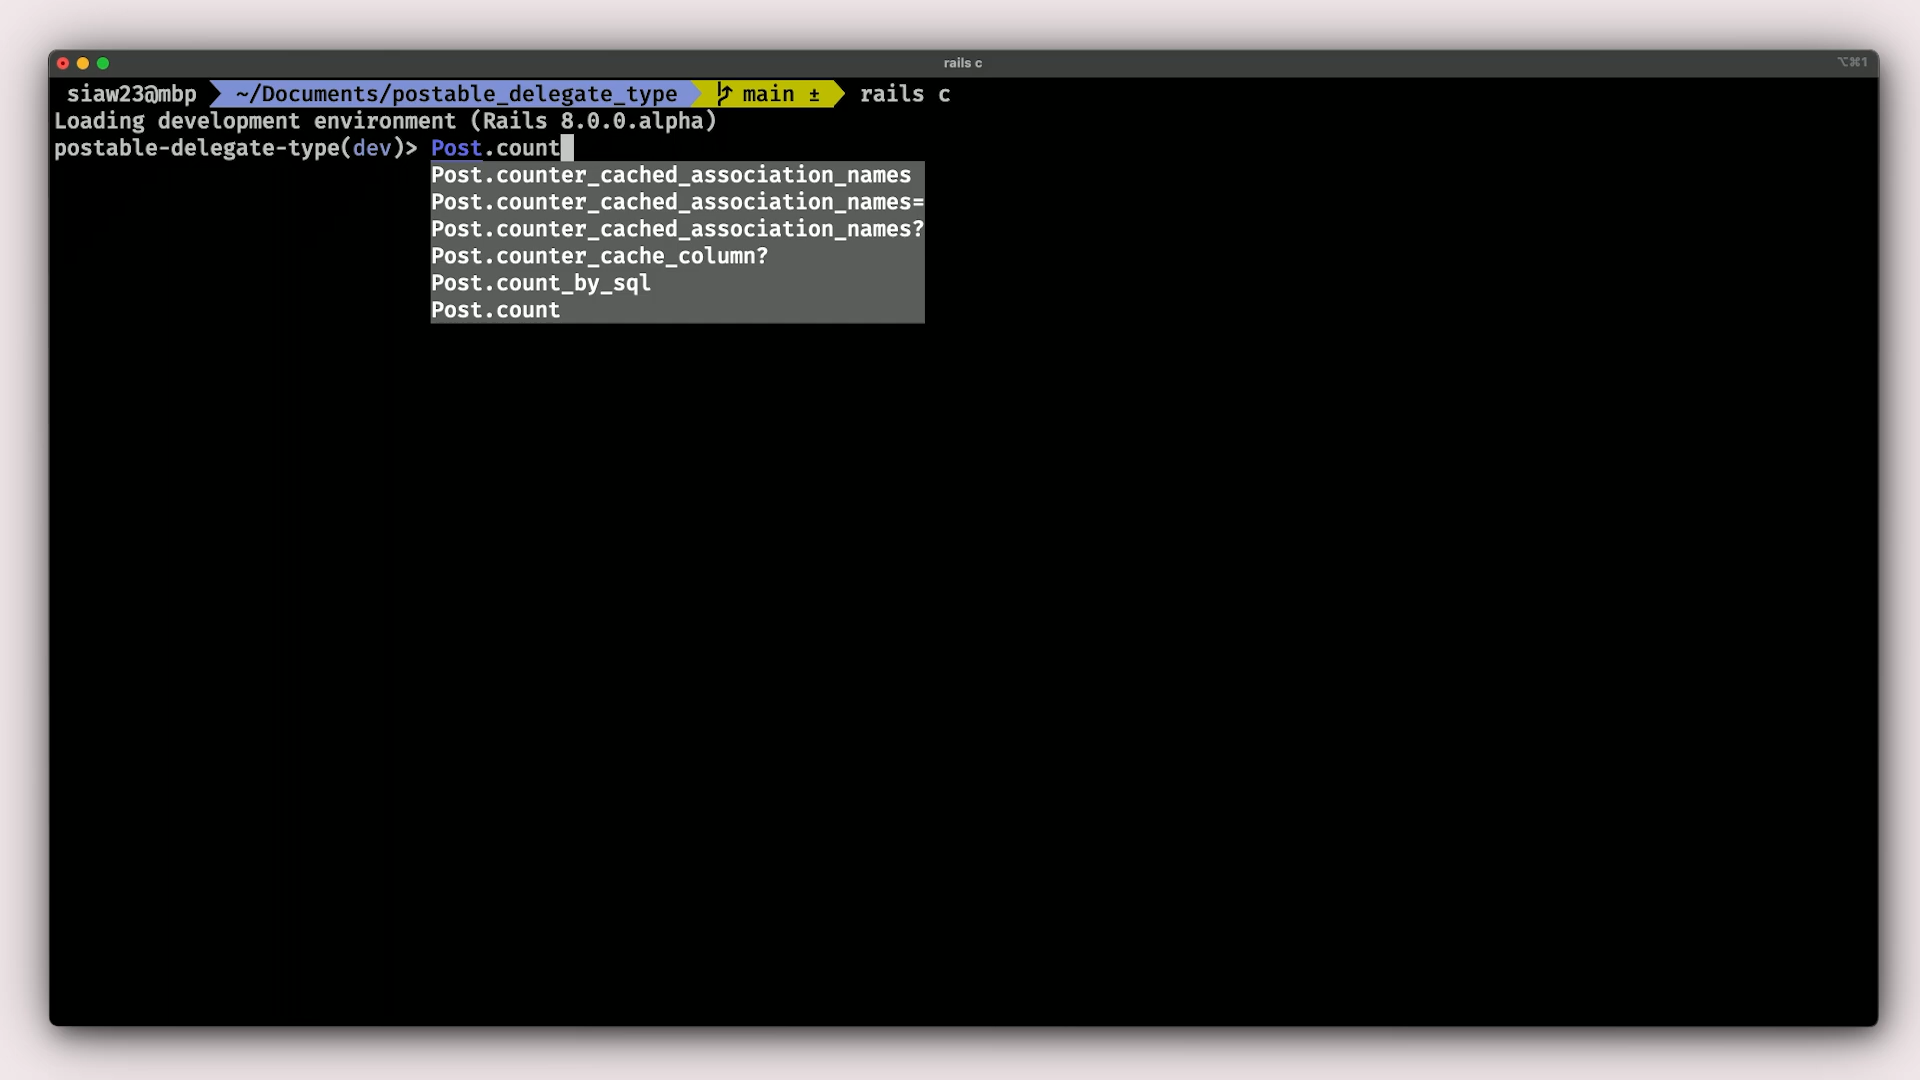 rails c
⌥⌘1
siaw23@mbp ~/Documents/postable_delegate_type main ± rails c
Loading development environment (Rails 8.0.0.alpha)
postable-delegate-type(dev)> Post.count
Post.counter_cached_association_names
Post.counter_cached_association_names=
Post.counter_cached_association_names?
Post.counter_cache_column?
Post.count_by_sql
Post.count